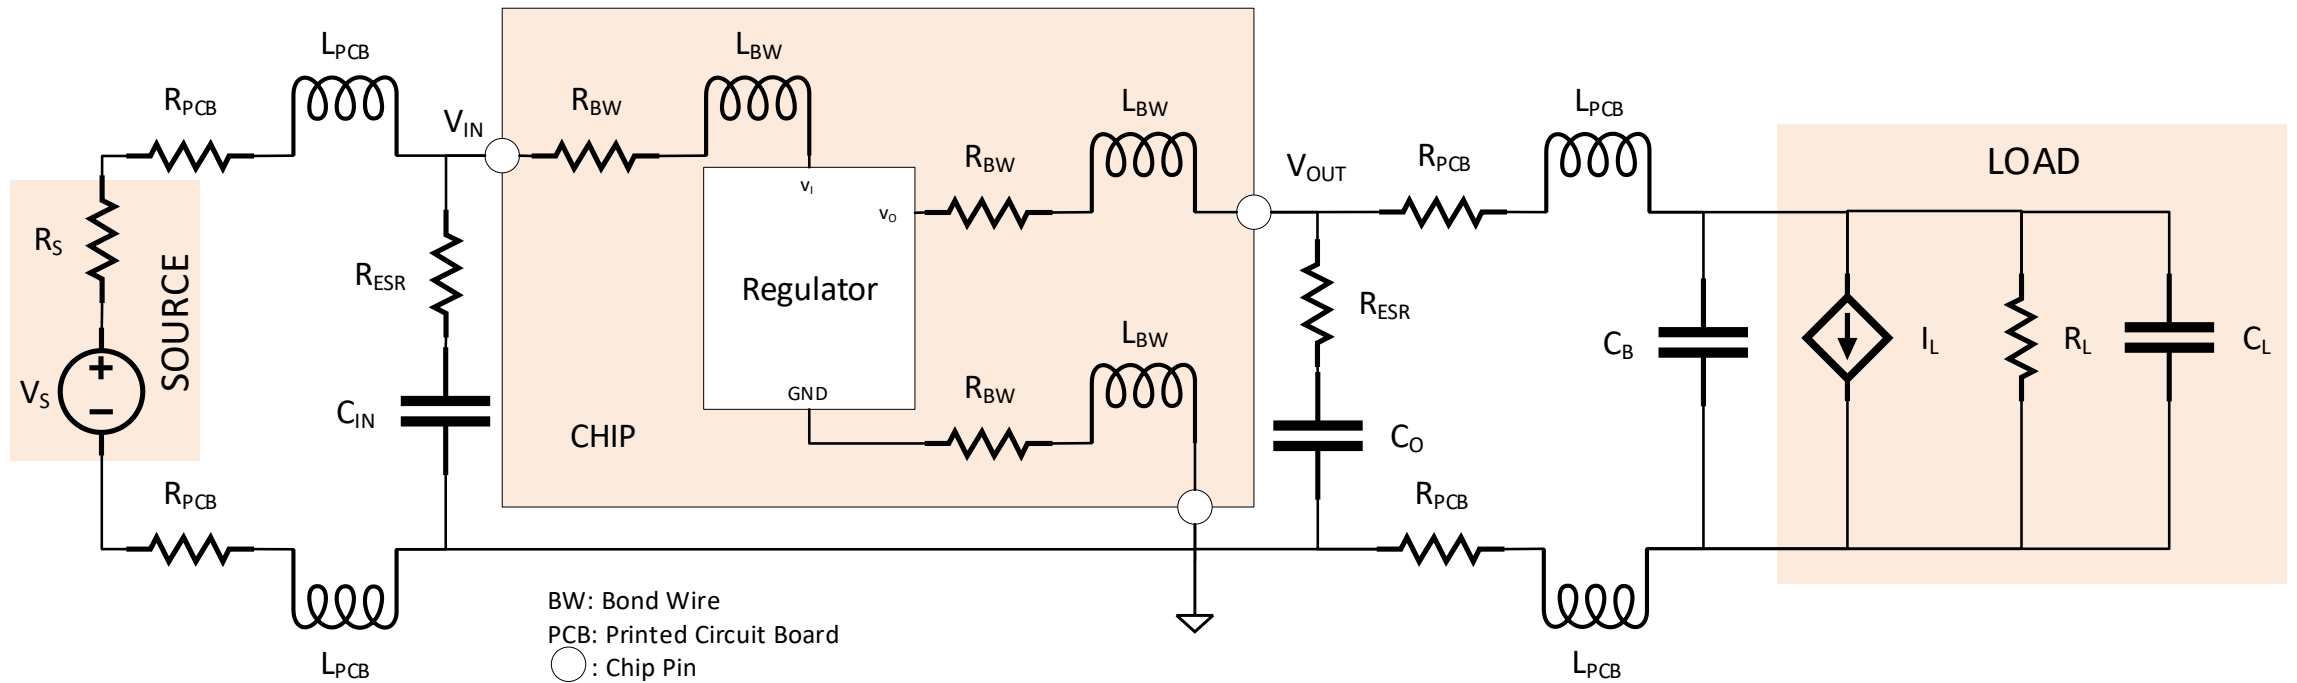 LPCB
LBW
RPCB
RBW
LBW
LPCB
VIN
RBW
VOUT
RPCB
LOAD
vI
vO
RS
SOURCE
RESR
Regulator
RESR
VS
CIN
CHIP
GND
RBW
LBW
CO
CB
IL
RL
CL
RPCB
RPCB
BW: Bond Wire
PCB: Printed Circuit Board
: Chip Pin
LPCB
LPCB